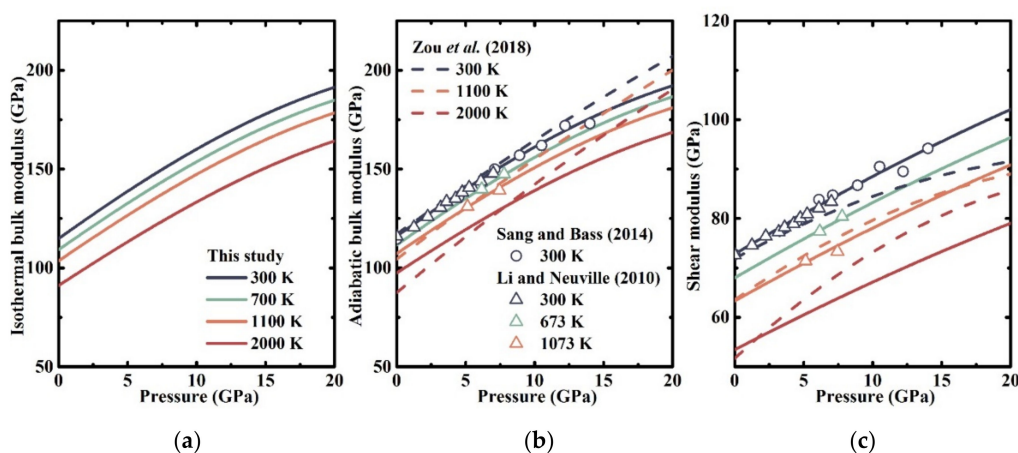 Isothermal bulk moodulus (GPa)
200
150
100
50
This study
300 K
700 K
1100 K
2000 K
0
5
10
15
20
Pressure (GPa)
(a)
Adiabatic bulk modulus (GPa)
200
150
100
50
Zou et al. (2018)
300 K
1100 K
2000 K
Sang and Bass (2014)
300 K
Li and Neuville (2010)
300 K
673 K
1073 K
0
5
10
15
20
Pressure (GPa)
(b)
Shear modulus (GPa)
120
100
80
60
0
5
10
15
20
Pressure (GPa)
(c)